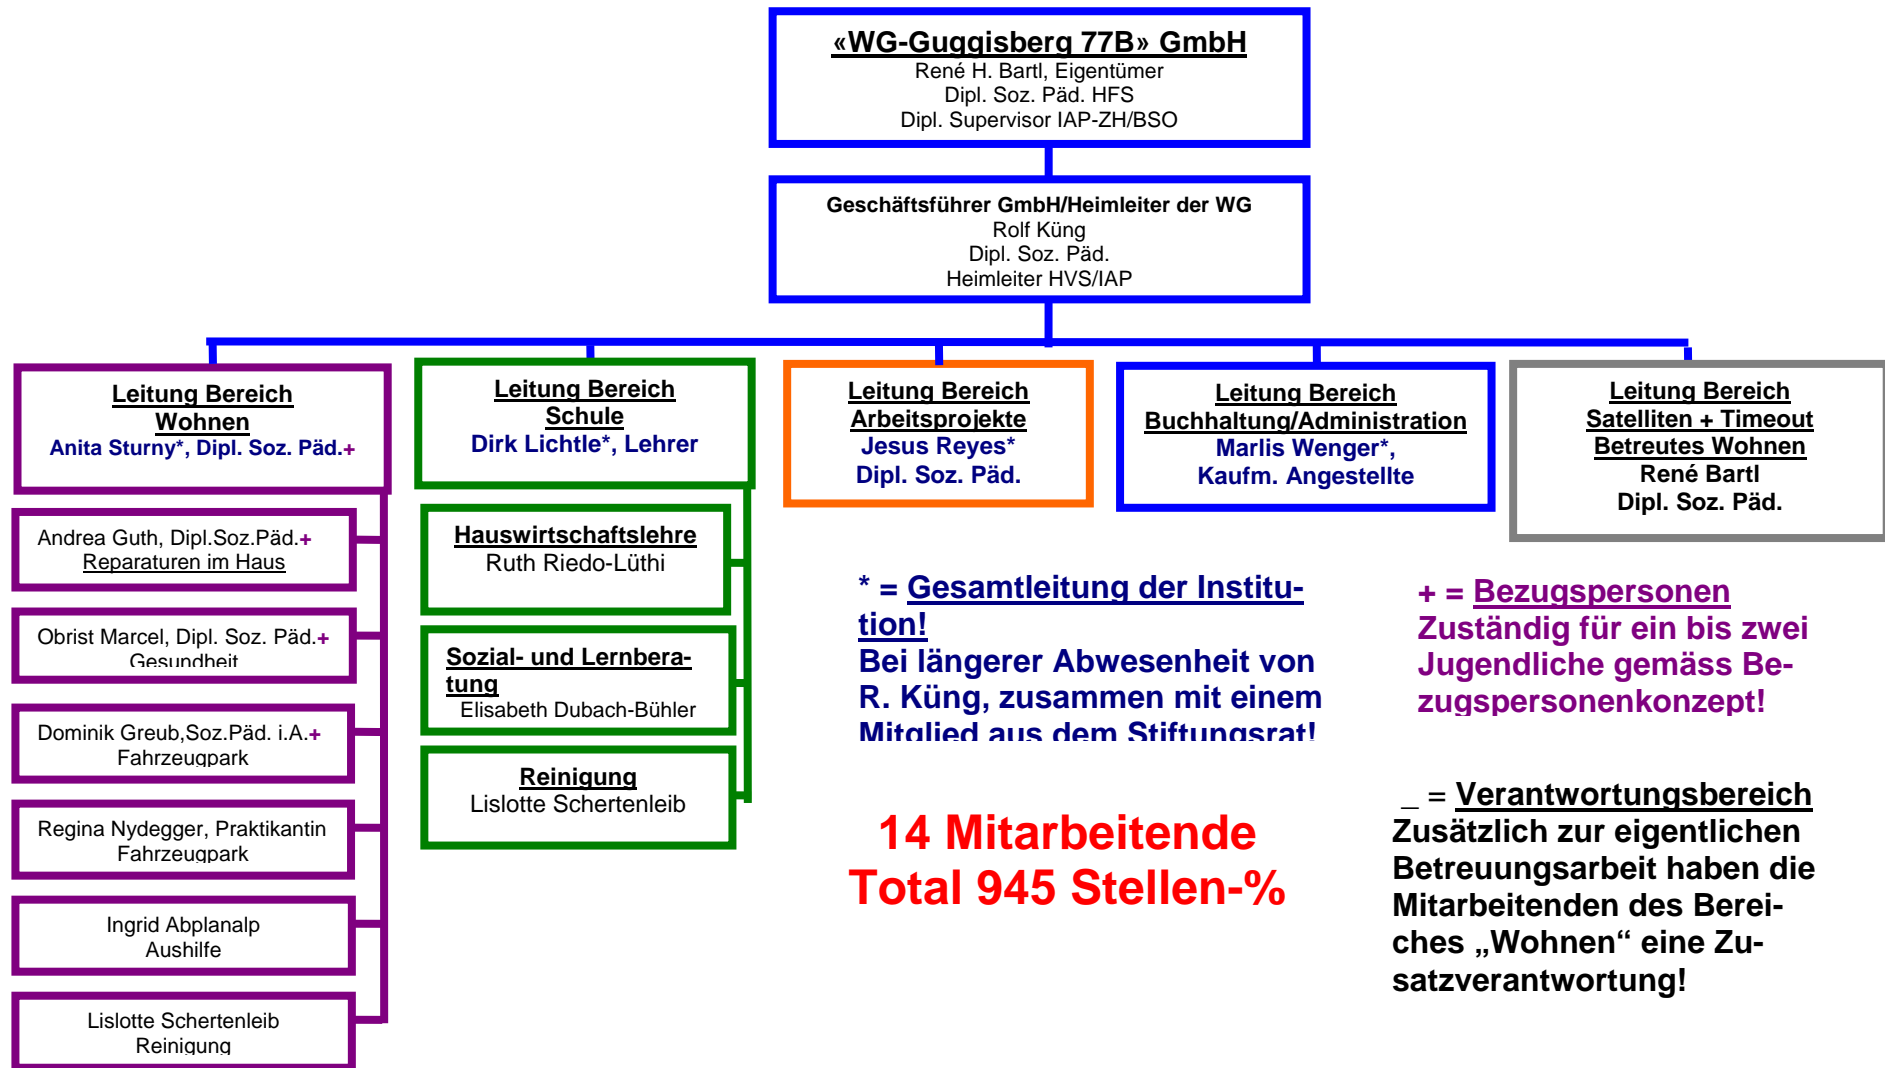 «WG-Guggisberg 77B» GmbH
René H. Bartl, Eigentümer
Dipl. Soz. Päd. HFS
Dipl. Supervisor IAP-ZH/BSO
Geschäftsführer GmbH/Heimleiter der WG
Rolf Küng
Dipl. Soz. Päd.
Heimleiter HVS/IAP
Leitung Bereich
Wohnen
Anita Sturny*, Dipl. Soz. Päd.+
Andrea Guth, Dipl.Soz.Päd.+
Reparaturen im Haus
Obrist Marcel, Dipl. Soz. Päd.+
Gesundheit
Dominik Greub,Soz.Päd. i.A.+
Fahrzeugpark
Regina Nydegger, Praktikantin
Fahrzeugpark
Ingrid Abplanalp
Aushilfe
Lislotte Schertenleib
Reinigung
Leitung Bereich
Schule
Dirk Lichtle*, Lehrer
Hauswirtschaftslehre
Ruth Riedo-Lüthi
Sozial- und Lernbera-
tung
Elisabeth Dubach-Bühler
Reinigung
Lislotte Schertenleib
Leitung Bereich
Arbeitsprojekte
Jesus Reyes*
Dipl. Soz. Päd.
Leitung Bereich
Buchhaltung/Administration
Marlis Wenger*,
Kaufm. Angestellte
Leitung Bereich
Satelliten + Timeout
Betreutes Wohnen
René Bartl
Dipl. Soz. Päd.
* = Gesamtleitung der Institu-
tion!
Bei längerer Abwesenheit von
R. Küng, zusammen mit einem
Mitglied aus dem Stiftungsrat!
+ = Bezugspersonen
Zuständig für ein bis zwei
Jugendliche gemäss Be-
zugspersonenkonzept!
14 Mitarbeitende
Total 945 Stellen-%
_ = Verantwortungsbereich
Zusätzlich zur eigentlichen
Betreuungsarbeit haben die
Mitarbeitenden des Berei-
ches „Wohnen“ eine Zu-
satzverantwortung!